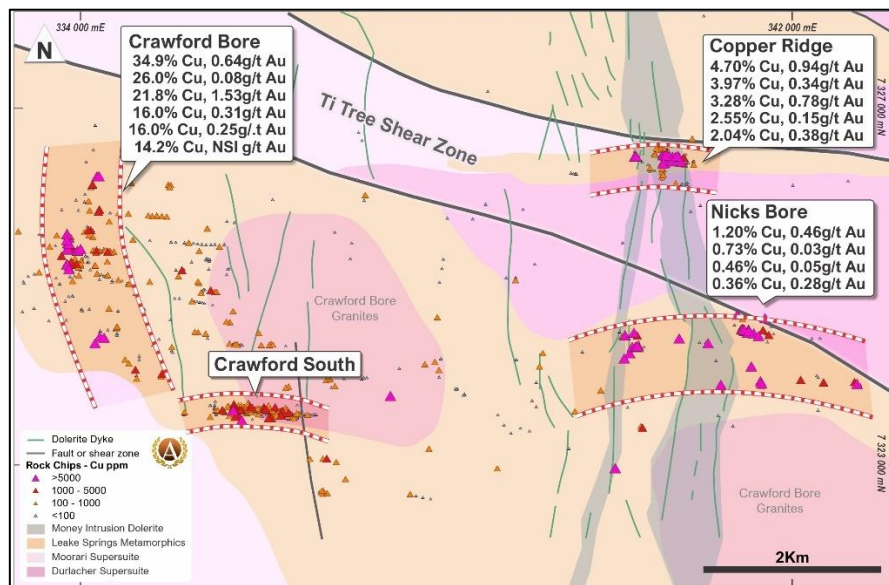 334 000 mE
342 000 mE
N
Crawford Bore
34.9% Cu, 0.64g/t Au
26.0% Cu, 0.08g/t Au
21.8% Cu, 1.53g/t Au
16.0% Cu, 0.31g/t Au
16.0% Cu, 0.25g/.t Au
14.2% Cu, NSI g/t Au
Ti Tree Shear Zone
Copper Ridge
4.70% Cu, 0.94g/t Au
3.97% Cu, 0.34g/t Au
3.28% Cu, 0.78g/t Au
2.55% Cu, 0.15g/t Au
2.04% Cu, 0.38g/t Au
7 327 000 mN
Nicks Bore
1.20% Cu, 0.46g/t Au
0.73% Cu, 0.03g/t Au
0.46% Cu, 0.05g/t Au
0.36% Cu, 0.28g/t Au
Crawford Bore
Granites
Crawford South
Dolerite Dyke
Fault or shear zone
Rock Chips - Cu ppm
>5000
1000 - 5000
100 - 1000
<100
Money Intrusion Dolerite
Leake Springs Metamorphics
Moorari Supersuite
Durlacher Supersuite
A
7 323 000 mN
Crawford Bore
Granites
2Km